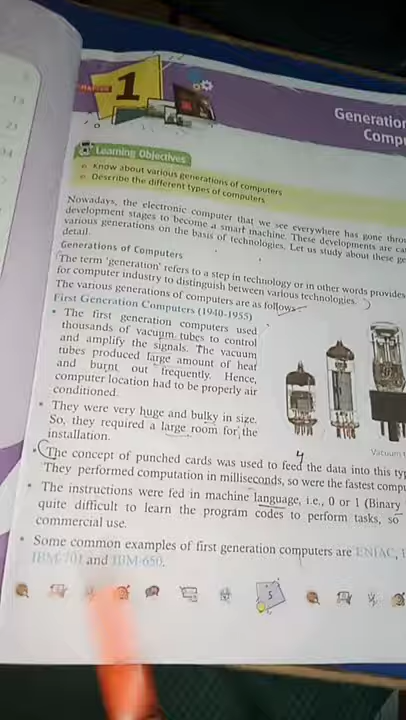 13
21
CHAPTER 1
Generation
Comp
Learning Objectives
Know about various generations of computers
Describe the different types of computers
Nowadays, the electronic computer that we see everywhere has gone throu
development stages to become a smart machine. These developments are ca
various generations on the basis of technologies. Let us study about these ge
detail.
Generations of Computers
The term 'generation' refers to a step in technology or in other words provides
for computer industry to distinguish between various technologies.
The various generations of computers are as follows
First Generation Computers (1940-1955)
• The first generation computers used
thousands of vacuum tubes to control
and amplify the signals. The vacuum
tubes produced large amount of heat
and burnt out frequently. Hence,
computer location had to be properly air
conditioned.
• They were very huge and bulky in size.
So, they required a large room for the
installation.
Vacuum t
• The concept of punched cards was used to feed the data into this typ
They performed computation in milliseconds, so were the fastest compu
• The instructions were fed in machine language, i.e., 0 or 1 (Binary
quite difficult to learn the program codes to perform tasks, so
commercial use.
• Some common examples of first generation computers are ENIAC,
IBM-701 and IBM-650.
5